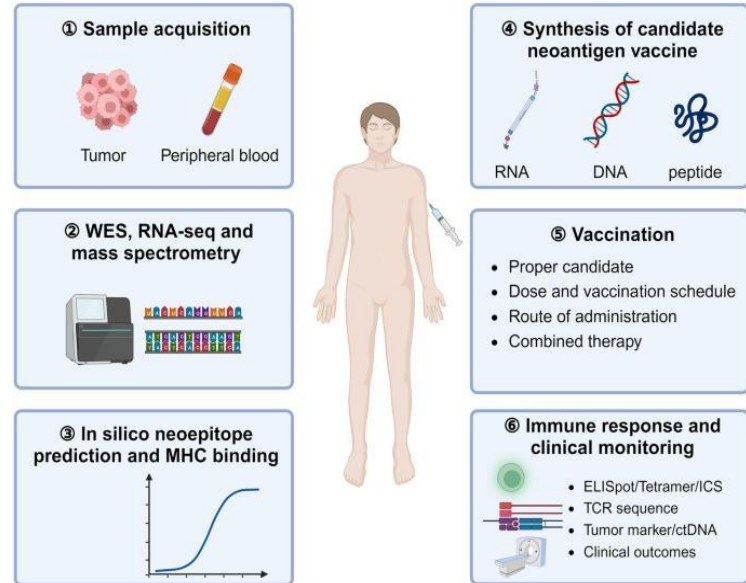 ① Sample acquisition
Tumor
Peripheral blood
② WES, RNA-seq and
mass spectrometry
③ In silico neoepitope
prediction and MHC binding
④ Synthesis of candidate
neoantigen vaccine
RNA
DNA
peptide
⑤ Vaccination
• Proper candidate
• Dose and vaccination schedule
• Route of administration
• Combined therapy
⑥ Immune response and
clinical monitoring
• ELISpot/Tetramer/ICS
• TCR sequence
• Tumor marker/ctDNA
• Clinical outcomes